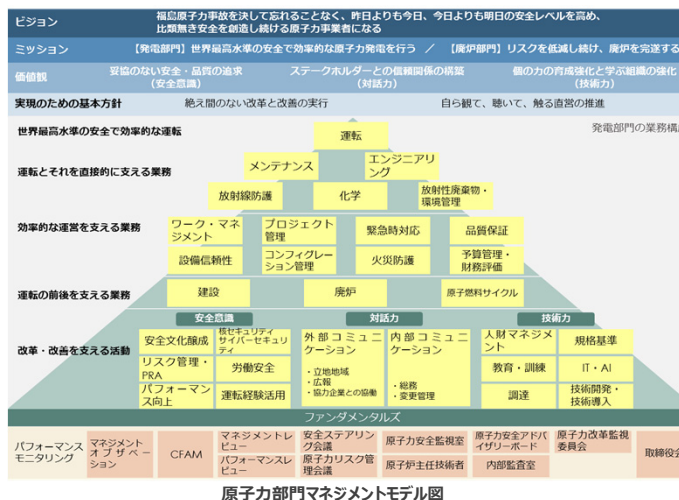 ビジョン
福島原子力事故を決して忘れることなく、昨日よりも今日、今日よりも明日の安全レベルを高め、
比類無き安全を創造し続ける原子力事業者になる
ミッション
【発電部門】世界最高水準の安全で効率的な原子力発電を行う ／ 【廃炉部門】リスクを低減し続け、廃炉を完遂する
価値観
妥協のない安全・品質の追求
(安全意識)
ステークホルダーとの信頼関係の構築
(対話力)
個の力の育成強化と学ぶ組織の強化
(技術力)
実現のための基本方針
絶え間のない改革と改善の実行
自ら観て、聴いて、触る直営の推進
世界最高水準の安全で効率的な運転
運転
発電部門の業務構成
運転とそれを直接的に支える業務
メンテナンス
エンジニアリ
ング
放射線防護
化学
放射性廃棄物・
環境管理
効率的な運営を支える業務
ワーク・マネ
ジメント
プロジェクト
管理
緊急時対応
品質保証
設備信頼性
コンフィグレー
ション管理
火災防護
予算管理・
財務評価
運転の前後を支える業務
建設
廃炉
原子燃料サイクル
改革・改善を支える活動
安全意識
対話力
技術力
安全文化醸成
核セキュリティ
サイバーセキュリ
ティ
リスク管理・
PRA
労働安全
パフォーマン
ス向上
運転経験活用
外部コミュニ
ケーション
・立地地域
・広報
・協力企業との協働
内部コミュニ
ケーション
・総務
・変更管理
人財マネジメ
ント
規格基準
教育・訓練
IT・AI
調達
技術開発・
技術導入
ファンダメンタルズ
パフォーマンス
モニタリング
マネジメント
オブザベー
ション
CFAM
マネジメントレ
ビュー
パフォーマンスレ
ビュー
安全ステアリン
グ会議
原子力リスク管
理会議
原子力安全監視室
原子炉主任技術者
原子力安全アドバ
イザリーボード
内部監査室
原子力改革監視
委員会
取締役会
原子力部門マネジメントモデル図